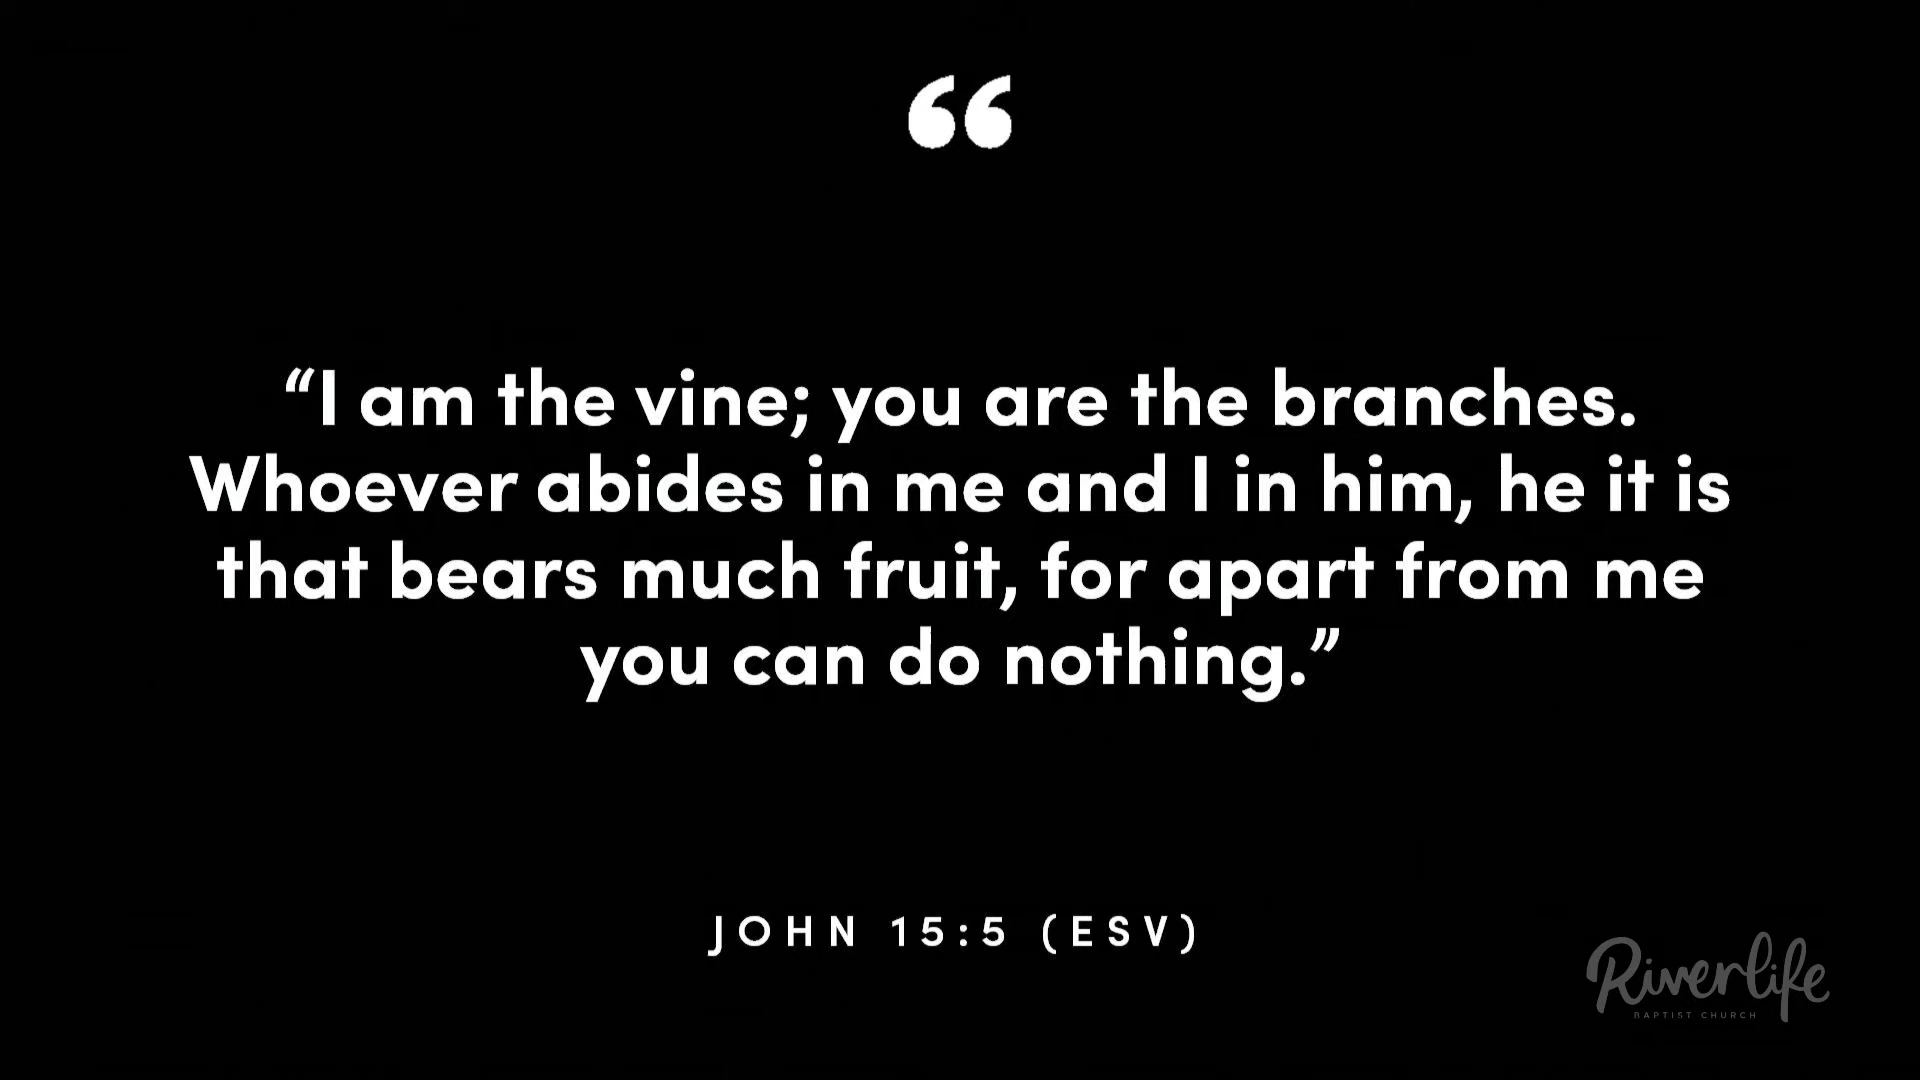 “
“I am the vine; you are the branches.
Whoever abides in me and I in him, he it is
that bears much fruit, for apart from me
you can do nothing.”
JOHN 15:5 (ESV)
Riverlife
BAPTIST CHURCH